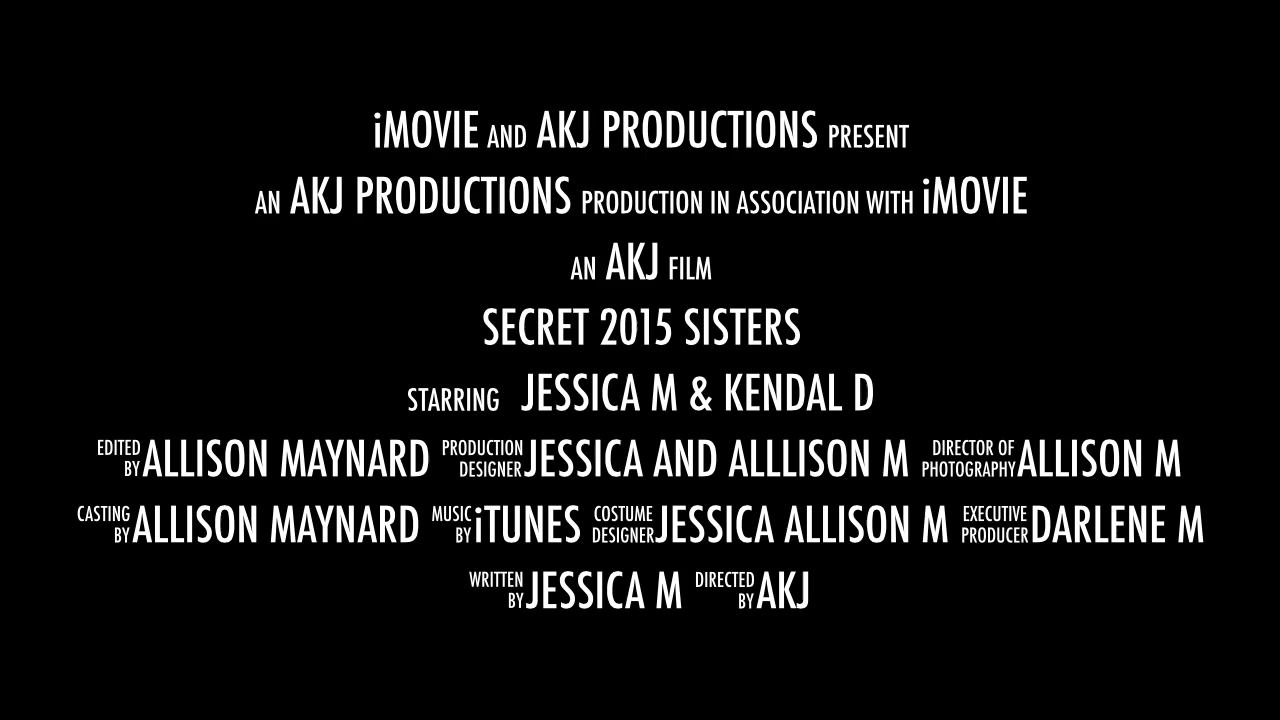 iMOVIE AND AKJ PRODUCTIONS PRESENT
AN AKJ PRODUCTIONS PRODUCTION IN ASSOCIATION WITH iMOVIE
AN AKJ FILM
SECRET 2015 SISTERS
STARRING JESSICA M & KENDAL D
EDITED BY ALLISON MAYNARD PRODUCTION DESIGNER JESSICA AND ALLLISON M DIRECTOR OF PHOTOGRAPHY ALLISON M
CASTING BY ALLISON MAYNARD MUSIC BY iTUNES COSTUME DESIGNER JESSICA ALLISON M EXECUTIVE PRODUCER DARLENE M
WRITTEN BY JESSICA M DIRECTED BY AKJ